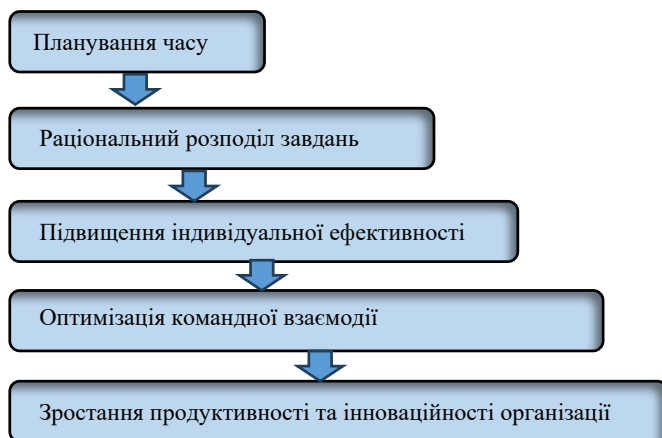 Планування часу
Раціональний розподіл завдань
Підвищення індивідуальної ефективності
Оптимізація командної взаємодії
Зростання продуктивності та інноваційності організації